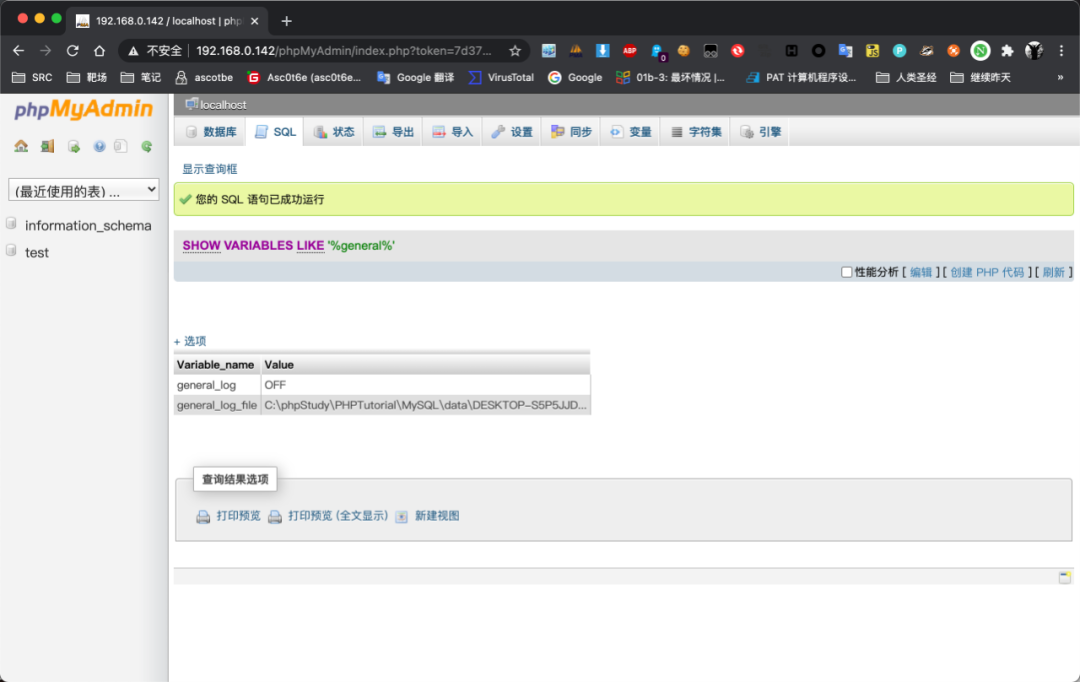 192.168.0.142 / localhost | php
不安全 192.168.0.142/phpMyAdmin/index.php?token=7d37...
SRC 靶场 笔记 ascotbe Asc0t6e (asc0t6e... Google 翻译 VirusTotal Google 01b-3: 最坏情况 |... PAT 计算机程序设... 人类圣经 继续昨天 »
phpMyAdmin
(最近使用的表) ...
information_schema
test
localhost
数据库 SQL 状态 导出 导入 设置 同步 变量 字符集 引擎
显示查询框
您的 SQL 语句已成功运行
SHOW VARIABLES LIKE '%general%'
性能分析 [ 编辑 ] [ 创建 PHP 代码 ] [ 刷新 ]
+ 选项
Variable_name Value
general_log OFF
general_log_file C:\phpStudy\PHPTutorial\MySQL\data\DESKTOP-S5P5JJD...
查询结果选项
打印预览 打印预览 (全文显示) 新建视图